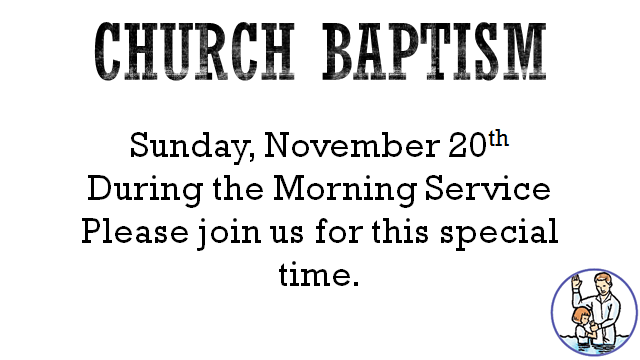 CHURCH BAPTISM
Sunday, November 20th
During the Morning Service
Please join us for this special
time.